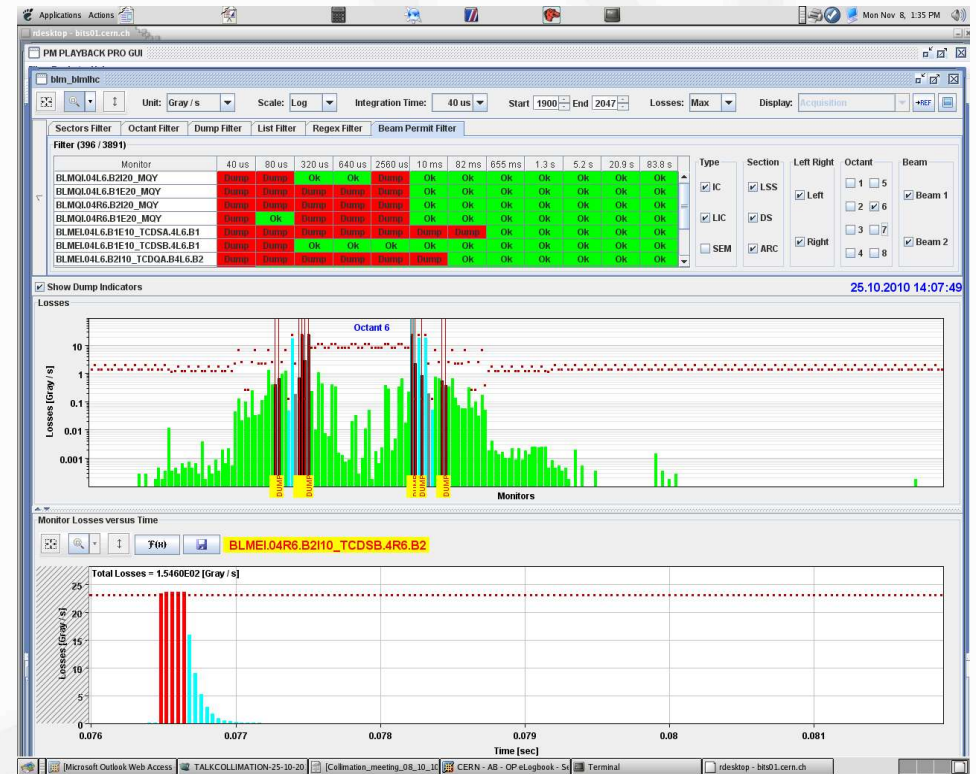 Applications Actions
Mon Nov 8, 1:35 PM
rdesktop - bits01.cern.ch
PM PLAYBACK PRO GUI
blm_blmlhc
Unit: Gray / s Scale: Log Integration Time: 40 us Start 1900 End 2047 Losses: Max Display: Acquisition +REF
Sectors Filter Octant Filter Dump Filter List Filter Regex Filter Beam Permit Filter
Filter (396 / 3891)
Monitor 40 us 80 us 320 us 640 us 2560 us 10 ms 82 ms 655 ms 1.3 s 5.2 s 20.9 s 83.8 s
BLMQI.04L6.B2I20_MQY Dump Dump Ok Ok Dump Ok Ok Ok Ok Ok Ok Ok
BLMQI.04L6.B1E20_MQY Dump Dump Dump Dump Dump Ok Ok Ok Ok Ok Ok Ok
BLMQI.04R6.B2I20_MQY Dump Dump Dump Dump Dump Ok Ok Ok Ok Ok Ok Ok
BLMQI.04R6.B1E20_MQY Dump Ok Dump Dump Dump Ok Ok Ok Ok Ok Ok Ok
BLMEI.04L6.B1E10_TCDSA.4L6.B1 Dump Dump Dump Dump Dump Dump Dump Ok Ok Ok Ok Ok
BLMEI.04L6.B1E10_TCDSB.4L6.B1 Dump Dump Ok Ok Ok Ok Ok Ok Ok Ok Ok Ok
BLMEI.04L6.B2I10_TCDQA.B4L6.B2 Dump Dump Dump Dump Dump Dump Ok Ok Ok Ok Ok Ok
Type Section Left Right Octant Beam
IC LSS Left 1 5 Beam 1
2 6
LIC DS
3 7
SEM ARC Right 4 8 Beam 2
Show Dump Indicators
25.10.2010 14:07:49
Losses
Octant 6
Losses [Gray / s]
10
1
0.1
0.01
0.001
DUMP DUMP DUMP DUMP DUMP
Monitors
Monitor Losses versus Time
F(x) BLMEI.04R6.B2I10_TCDSB.4R6.B2
Total Losses = 1.5460E02 [Gray / s]
Losses [Gray / s]
25
20
15
10
5
0
0.076 0.077 0.078 0.079 0.08 0.081
Time [sec]
[Microsoft Outlook Web Access TALKCOLLIMATION-25-10-20 [Collimation_meeting_08_10_10 CERN - AB - OP eLogbook - Se Terminal rdesktop - bits01.cern.ch